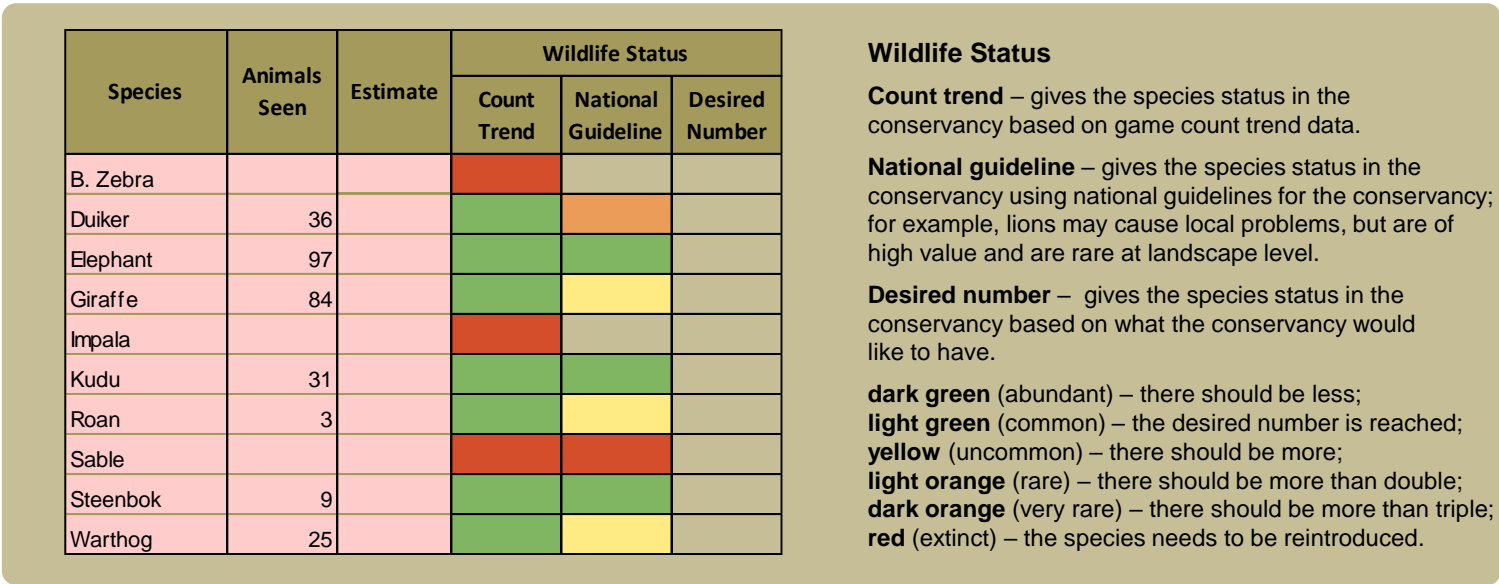 Species Animals Seen Estimate Wildlife Status
Count Trend National Guideline Desired Number
B. Zebra
Duiker 36
Elephant 97
Giraffe 84
Impala
Kudu 31
Roan 3
Sable
Steenbok 9
Warthog 25
Wildlife Status
Count trend – gives the species status in the
conservancy based on game count trend data.
National guideline – gives the species status in the
conservancy using national guidelines for the conservancy;
for example, lions may cause local problems, but are of
high value and are rare at landscape level.
Desired number – gives the species status in the
conservancy based on what the conservancy would
like to have.
dark green (abundant) – there should be less;
light green (common) – the desired number is reached;
yellow (uncommon) – there should be more;
light orange (rare) – there should be more than double;
dark orange (very rare) – there should be more than triple;
red (extinct) – the species needs to be reintroduced.